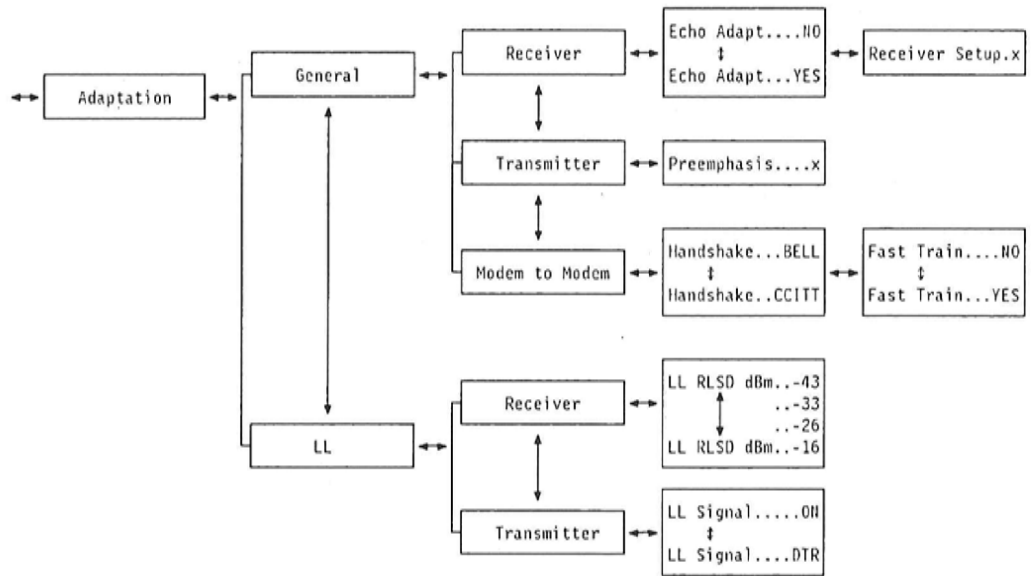 Adaptation
General
Receiver
Echo Adapt....NO
Echo Adapt...YES
Receiver Setup.x
Transmitter
Preemphasis....x
Modem to Modem
Handshake...BELL
Handshake..CCITT
Fast Train....NO
Fast Train...YES
LL
Receiver
LL RLSD dBm..-43
..-33
..-26
LL RLSD dBm..-16
Transmitter
LL Signal.....ON
LL Signal....DTR